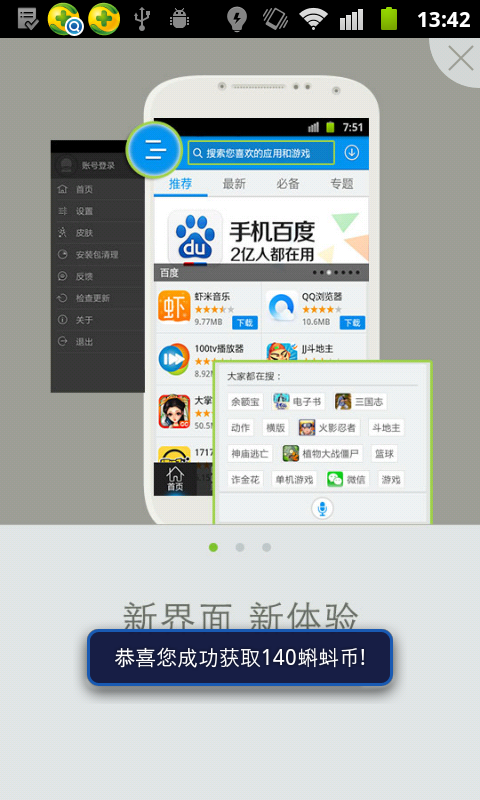 13:42
7:51
搜索您喜欢的应用和游戏
推荐 最新 必备 专题
手机百度
2亿人都在用
du
百度
账号登录
首页
设置
皮肤
安装包清理
反馈
检查更新
关于
退出
虾
虾米音乐
9.77MB 下载
QQ浏览器
10.6MB 下载
100tv播放器
8.92
JJ斗地主
大掌
50.5M
1717
首页
大家都在搜：
余额宝 电子书 三国志
动作 横版 火影忍者 斗地主
神庙逃亡 植物大战僵尸 篮球
诈金花 单机游戏 微信 游戏
新界面 新体验
恭喜您成功获取140蝌蚪币!